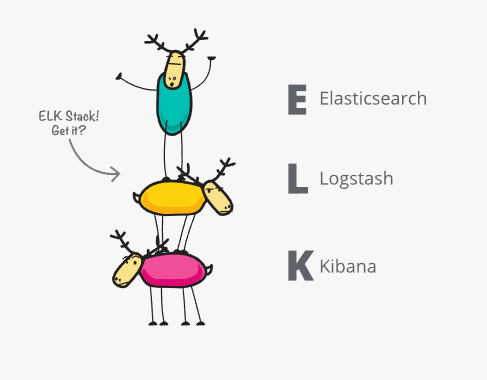 ELK Stack!
Get it?
E Elasticsearch
L Logstash
K Kibana